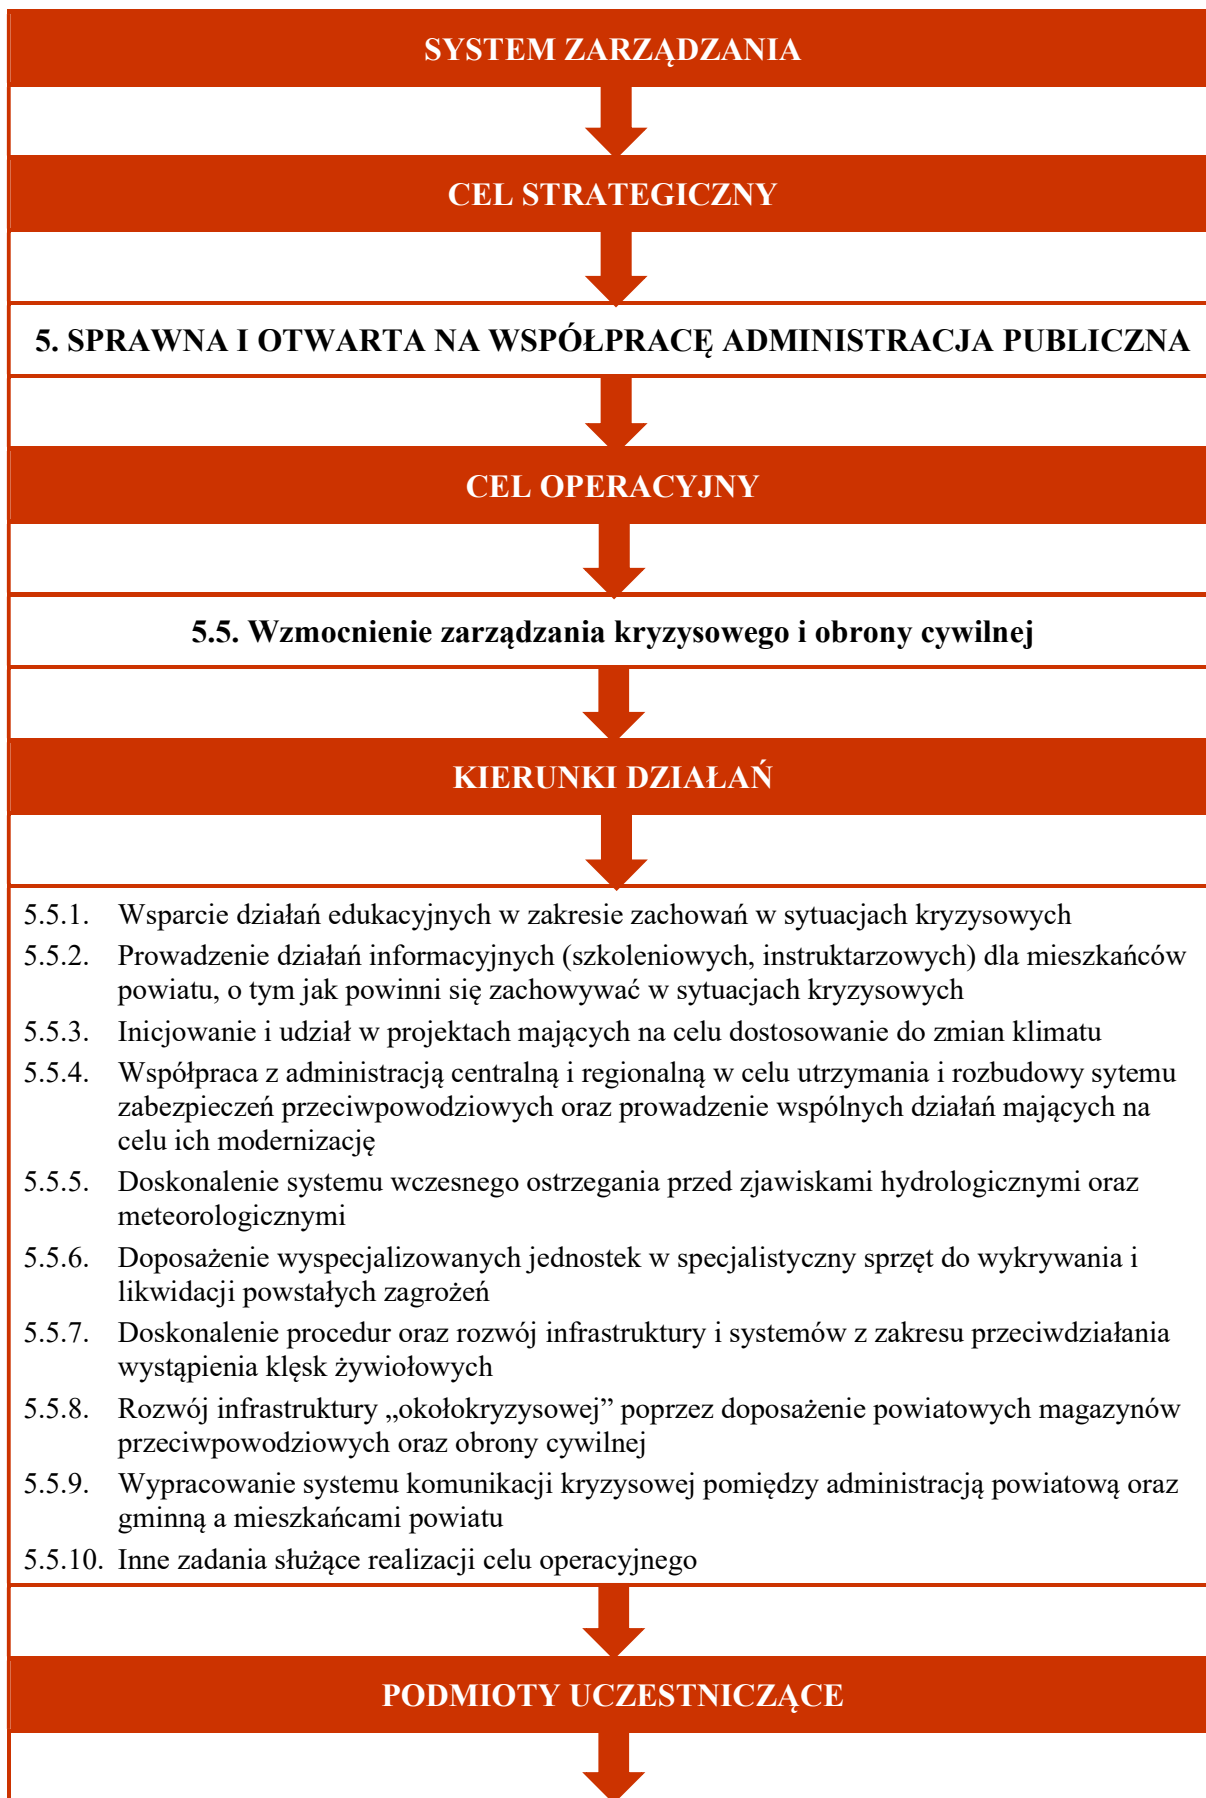 SYSTEM ZARZĄDZANIA
CEL STRATEGICZNY
5. SPRAWNA I OTWARTA NA WSPÓŁPRACĘ ADMINISTRACJA PUBLICZNA
CEL OPERACYJNY
5.5. Wzmocnienie zarządzania kryzysowego i obrony cywilnej
KIERUNKI DZIAŁAŃ
5.5.1. Wsparcie działań edukacyjnych w zakresie zachowań w sytuacjach kryzysowych
5.5.2. Prowadzenie działań informacyjnych (szkoleniowych, instruktarzowych) dla mieszkańców
powiatu, o tym jak powinni się zachowywać w sytuacjach kryzysowych
5.5.3. Inicjowanie i udział w projektach mających na celu dostosowanie do zmian klimatu
5.5.4. Współpraca z administracją centralną i regionalną w celu utrzymania i rozbudowy sytemu
zabezpieczeń przeciwpowodziowych oraz prowadzenie wspólnych działań mających na
celu ich modernizację
5.5.5. Doskonalenie systemu wczesnego ostrzegania przed zjawiskami hydrologicznymi oraz
meteorologicznymi
5.5.6. Doposażenie wyspecjalizowanych jednostek w specjalistyczny sprzęt do wykrywania i
likwidacji powstałych zagrożeń
5.5.7. Doskonalenie procedur oraz rozwój infrastruktury i systemów z zakresu przeciwdziałania
wystąpienia klęsk żywiołowych
5.5.8. Rozwój infrastruktury „okołokryzysowej” poprzez doposażenie powiatowych magazynów
przeciwpowodziowych oraz obrony cywilnej
5.5.9. Wypracowanie systemu komunikacji kryzysowej pomiędzy administracją powiatową oraz
gminną a mieszkańcami powiatu
5.5.10. Inne zadania służące realizacji celu operacyjnego
PODMIOTY UCZESTNICZĄCE